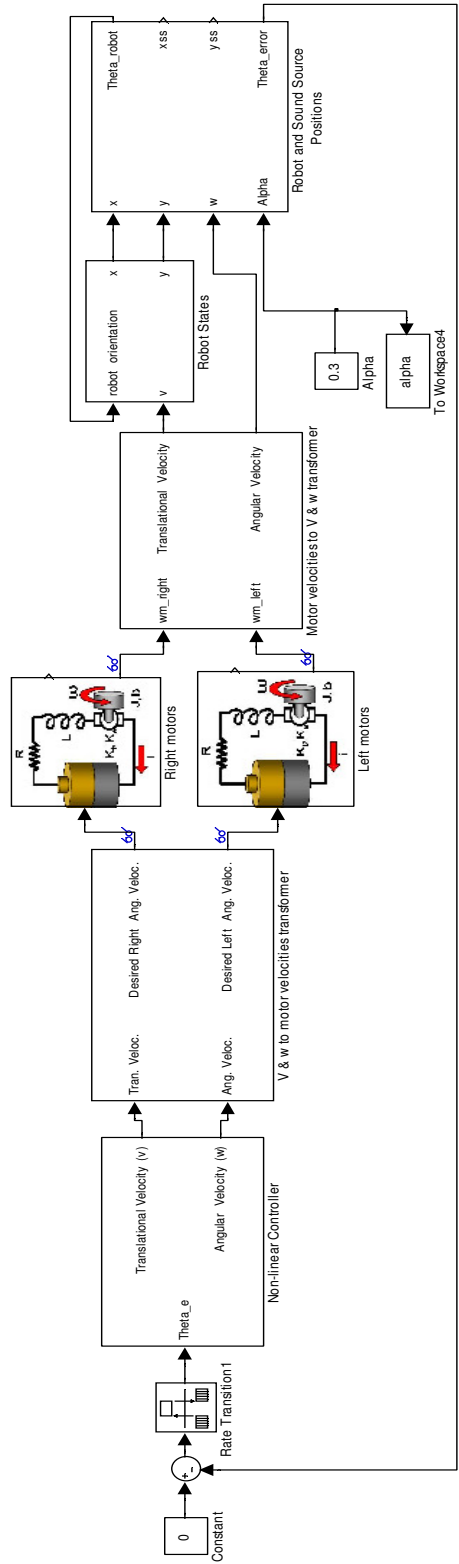 0
Constant
+
-
Rate Transition1
Theta_e
Translational Velocity (v)
Angular Velocity (w)
Non-linear Controller
Tran. Veloc.
Desired Right Ang. Veloc.
Ang. Veloc.
Desired Left Ang. Veloc.
V & w to motor velocities transformer
R
L
W
J,b
i
Right motors
R
L
W
J,b
i
Left motors
wm_right
Translational Velocity
wm_left
Angular Velocity
Motor velocities to V & w transformer
robot orientation
x
v
y
Robot States
0.3
Alpha
alpha
To Workspace4
x
Theta_robot
y
x ss
w
y ss
Alpha
Theta_error
Robot and Sound Source
Positions